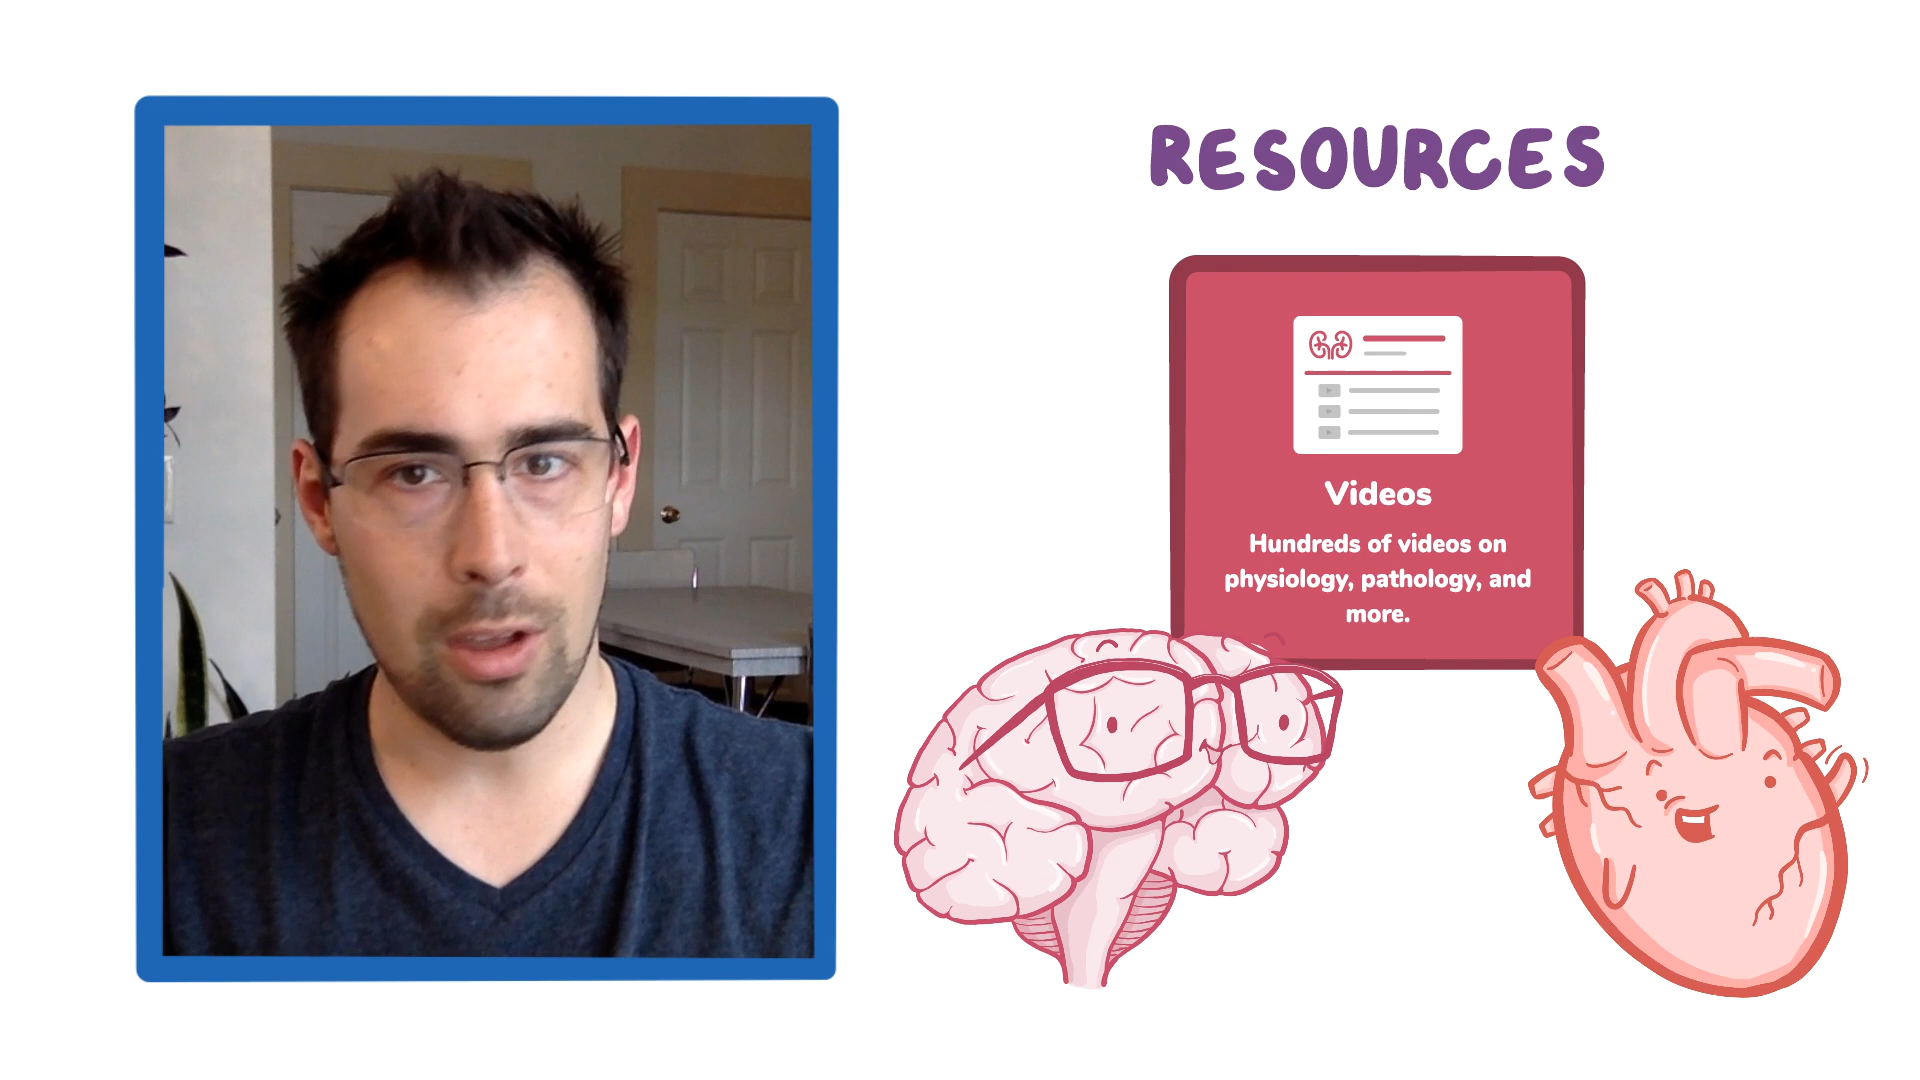 RESOURCES
Videos
Hundreds of videos on
physiology, pathology, and
more.